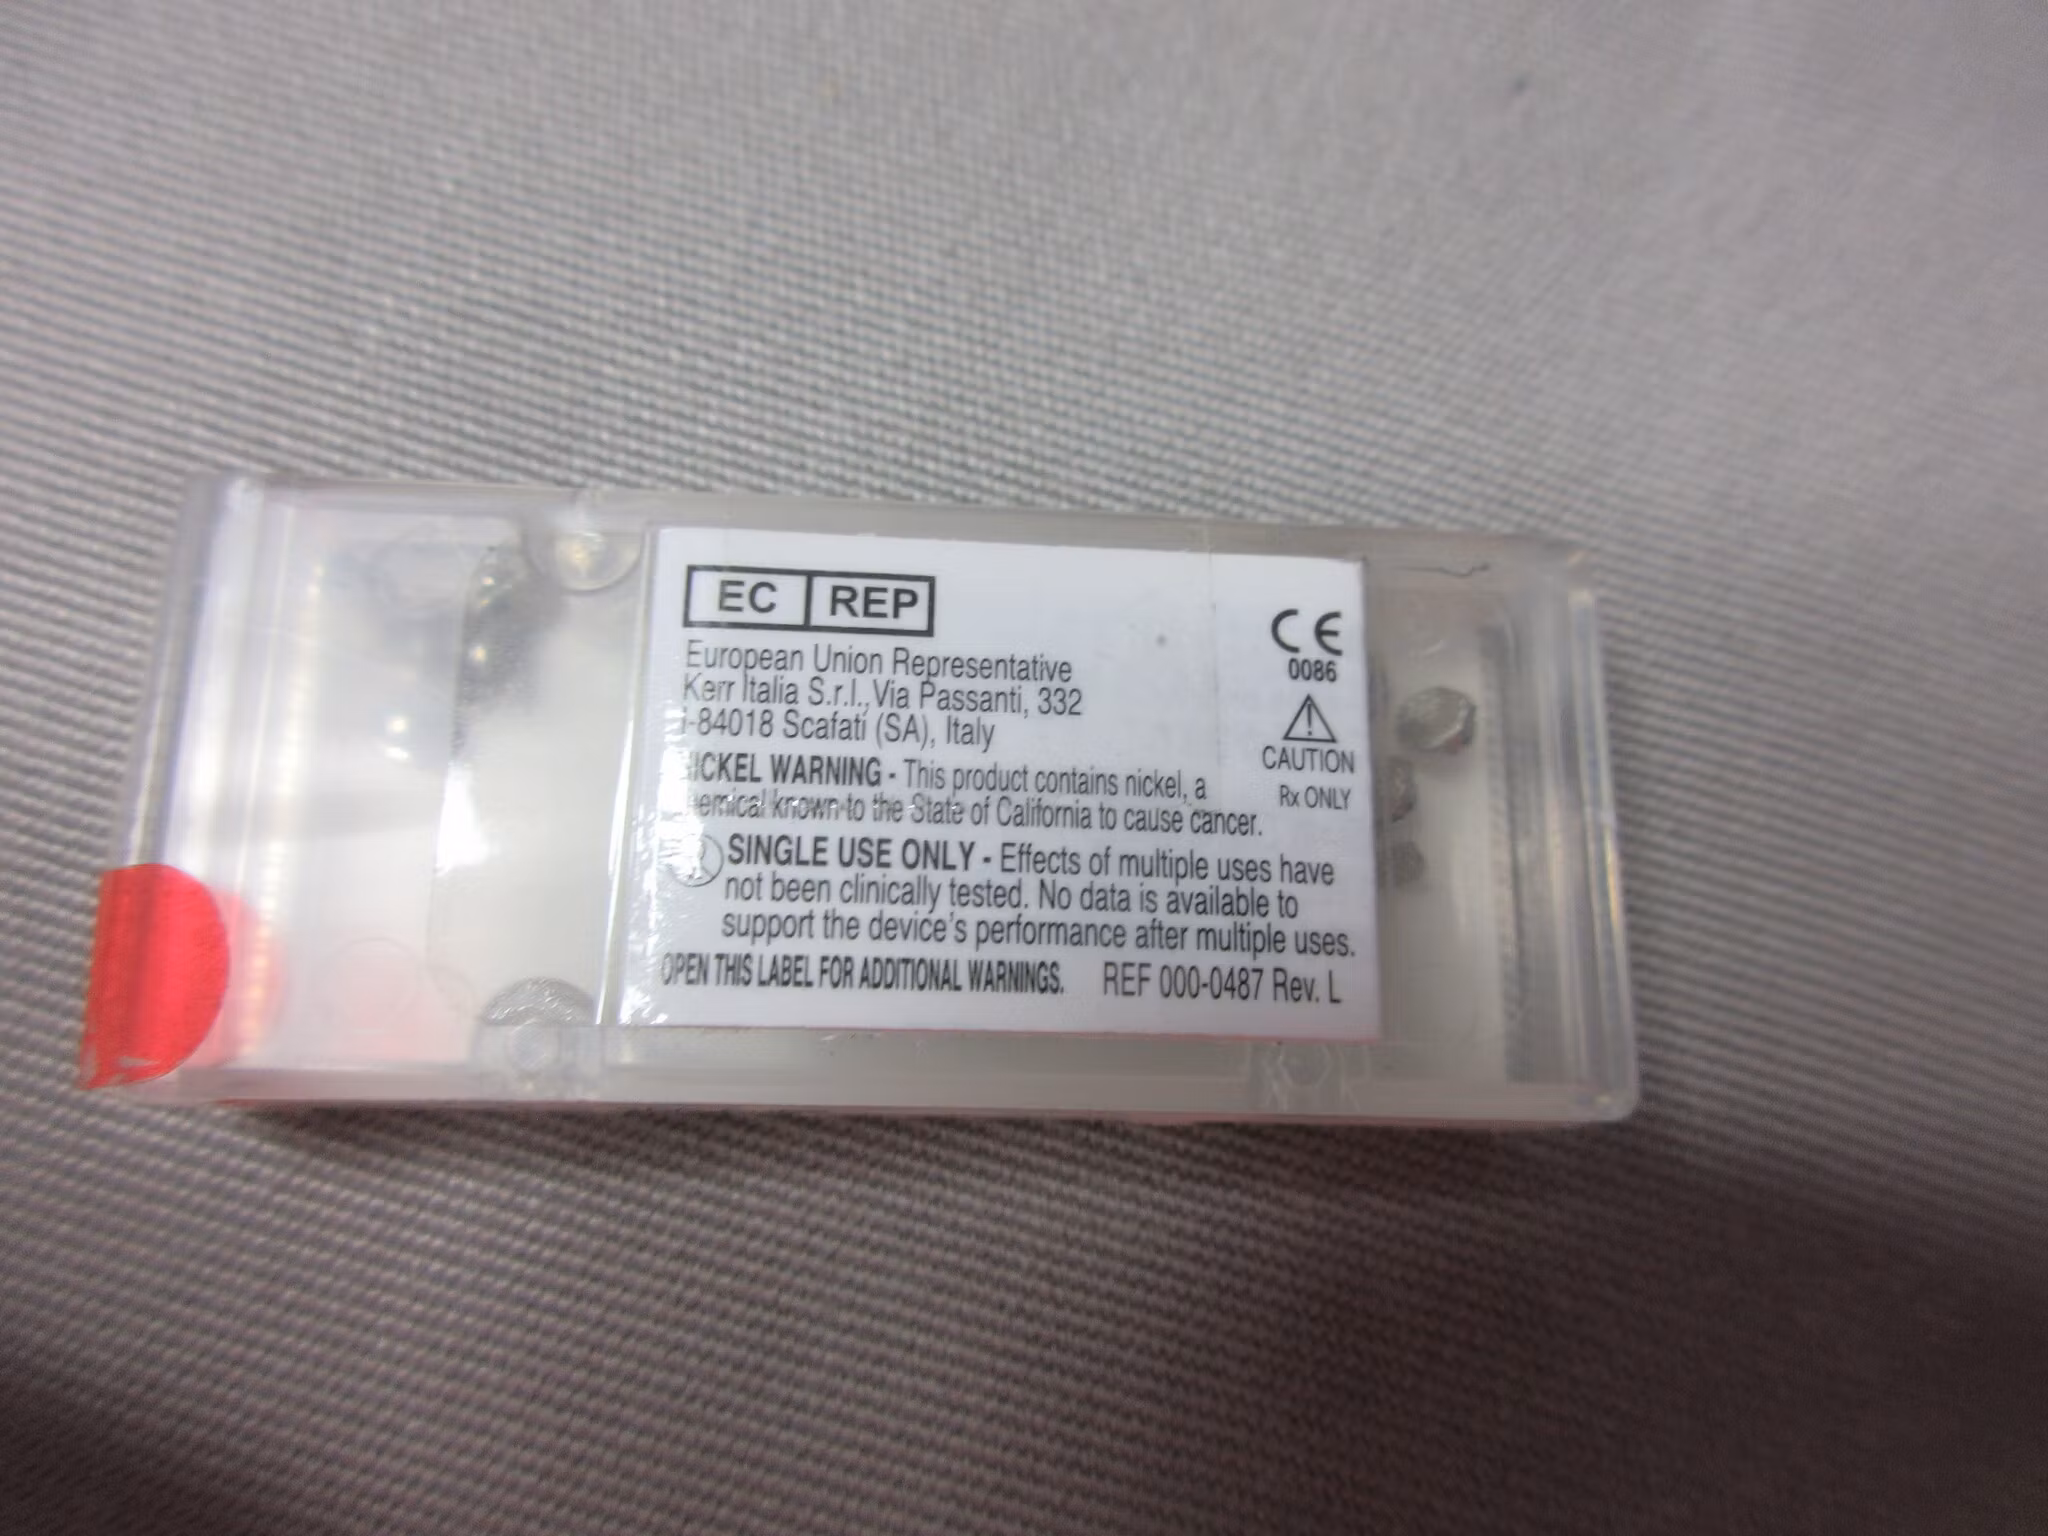 EC REP
European Union Representative
Kerr Italia S.r.l., Via Passanti, 332
I-84018 Scafati (SA), Italy
NICKEL WARNING - This product contains nickel, a
chemical known to the State of California to cause cancer.
SINGLE USE ONLY - Effects of multiple uses have
not been clinically tested. No data is available to
support the device's performance after multiple uses.
OPEN THIS LABEL FOR ADDITIONAL WARNINGS. REF 000-0487 Rev. L
CE
0086
CAUTION
Rx ONLY